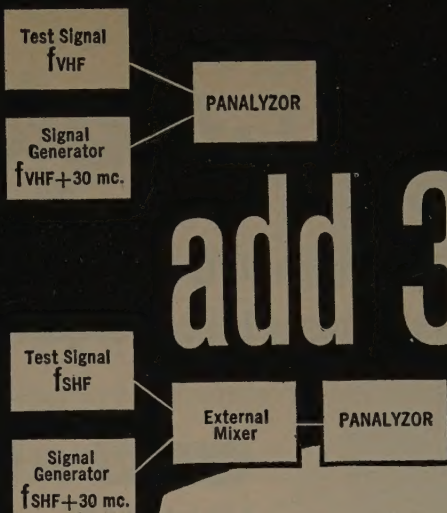 Test Signal
fVHF
Signal
Generator
fVHF+30 mc.
PANALYZOR
add 3
Test Signal
fSHF
Signal
Generator
fSHF+30 mc.
External
Mixer
PANALYZOR